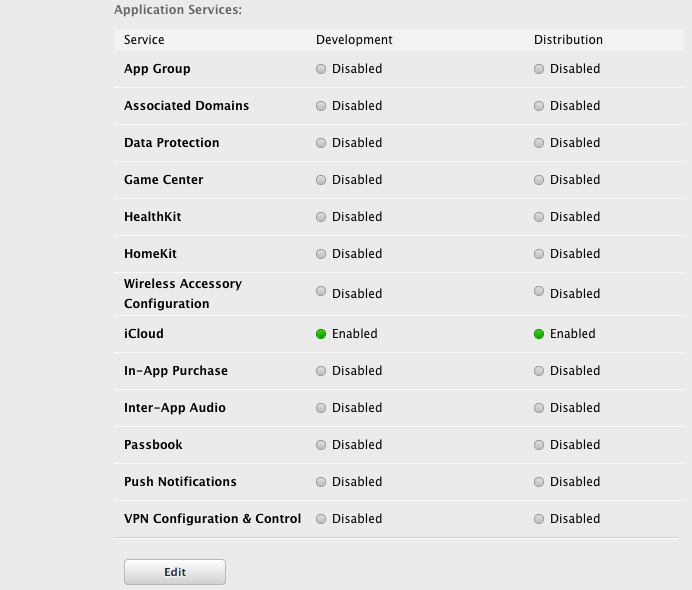 Application Services:
Service Development Distribution
App Group Disabled Disabled
Associated Domains Disabled Disabled
Data Protection Disabled Disabled
Game Center Disabled Disabled
HealthKit Disabled Disabled
HomeKit Disabled Disabled
Wireless Accessory
Configuration Disabled Disabled
iCloud Enabled Enabled
In-App Purchase Disabled Disabled
Inter-App Audio Disabled Disabled
Passbook Disabled Disabled
Push Notifications Disabled Disabled
VPN Configuration & Control Disabled Disabled
Edit